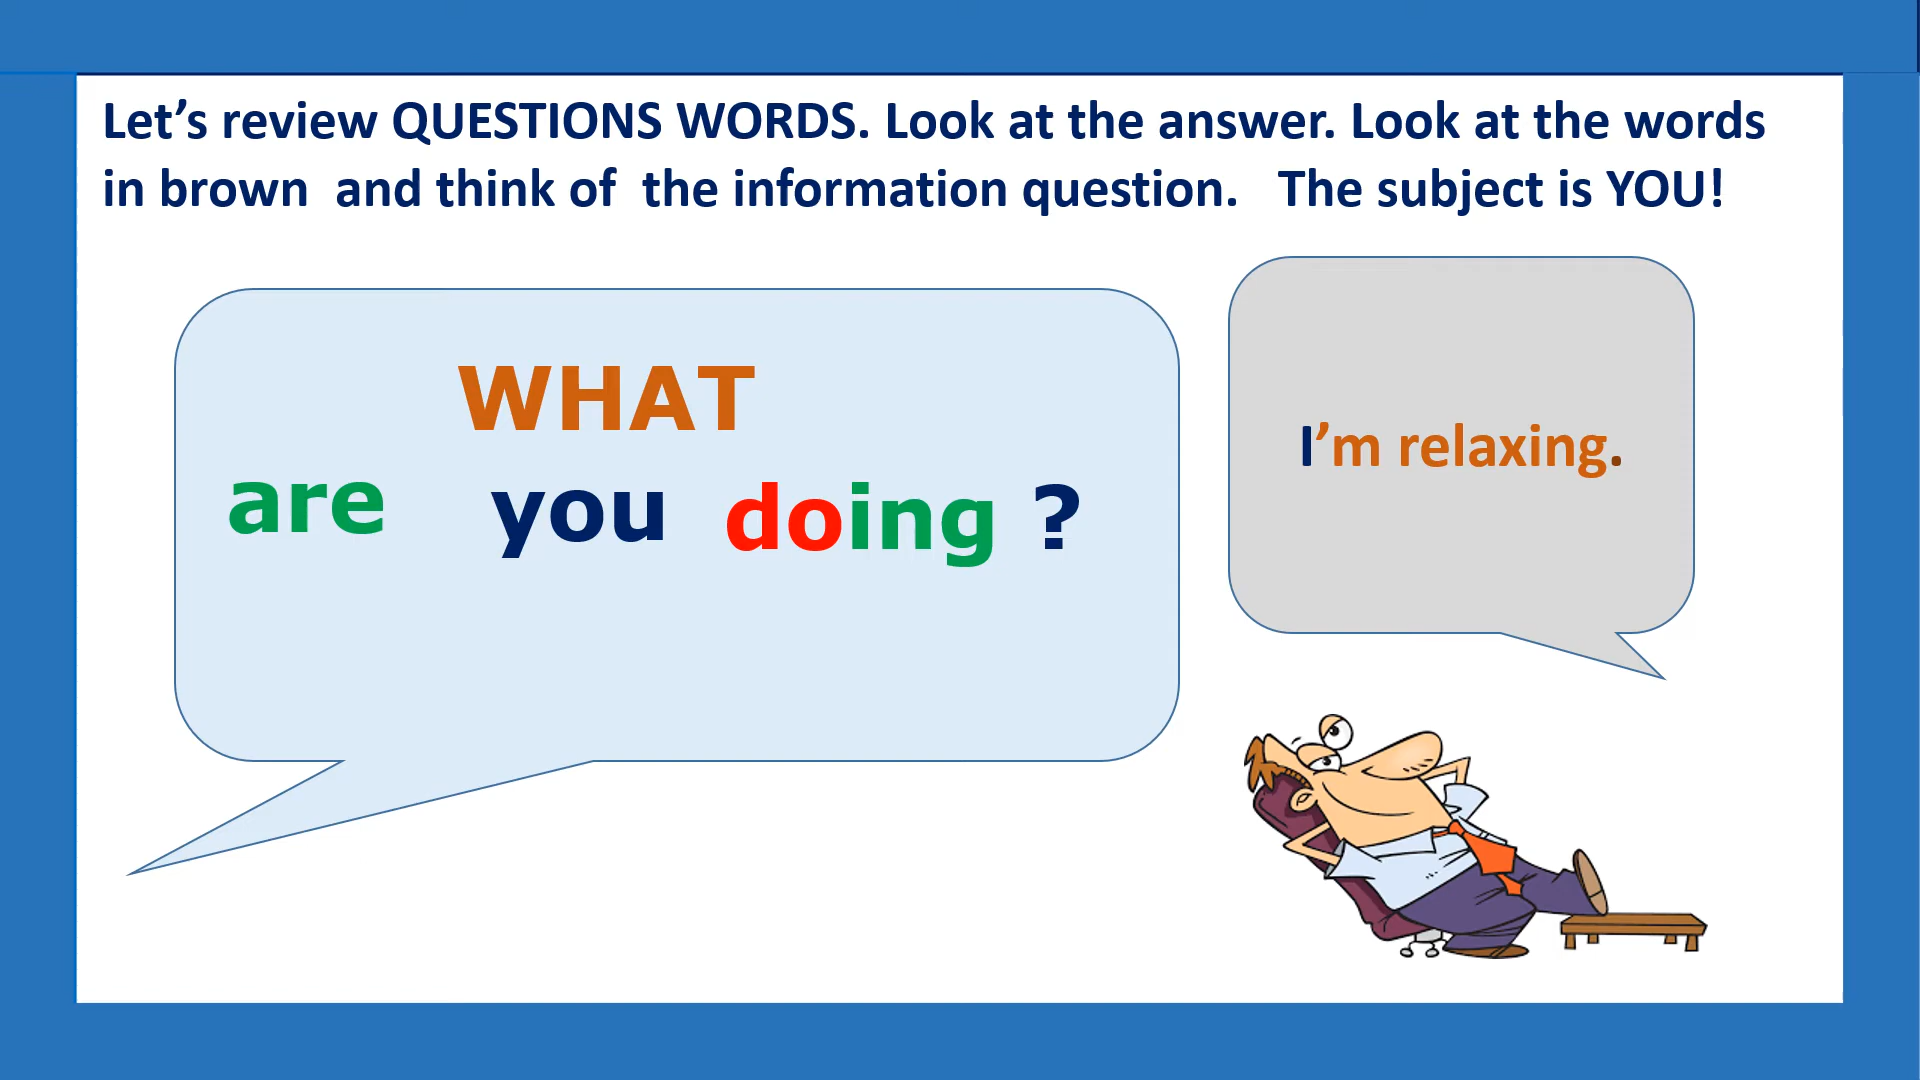 Let’s review QUESTIONS WORDS. Look at the answer. Look at the words
in brown  and think of  the information question.   The subject is YOU!
WHAT
are you doing ?
I’m relaxing.